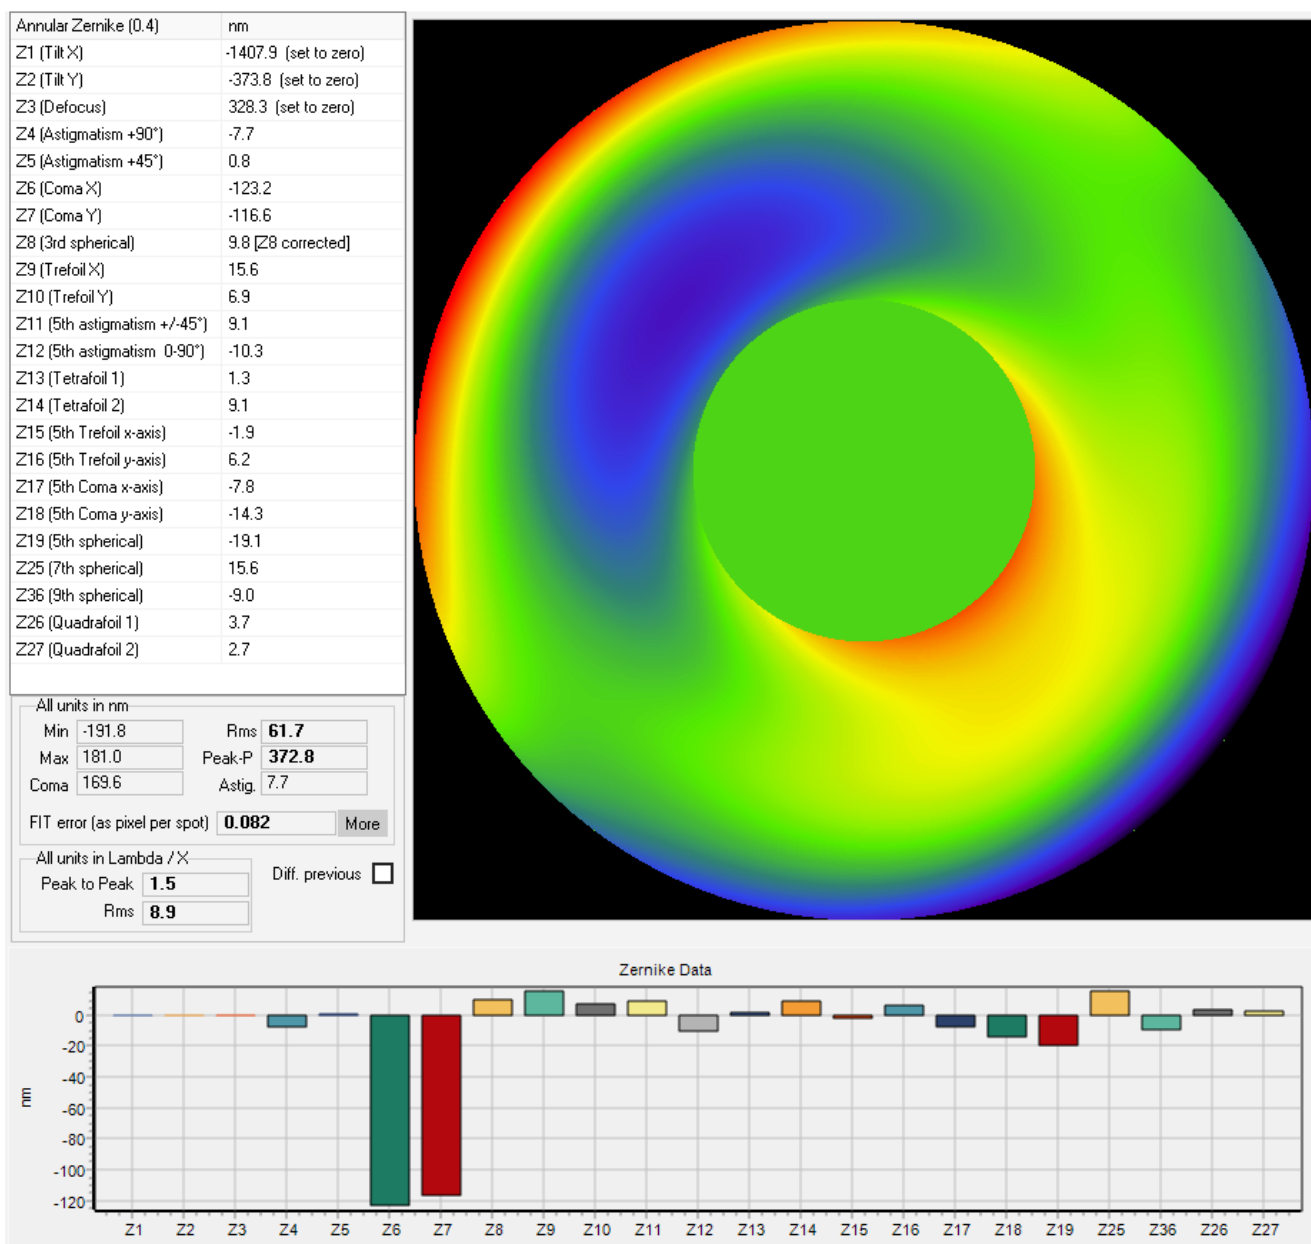 Annular Zernike (0.4) nm
Z1 (Tilt X) -1407.9 (set to zero)
Z2 (Tilt Y) -373.8 (set to zero)
Z3 (Defocus) 328.3 (set to zero)
Z4 (Astigmatism +90°) -7.7
Z5 (Astigmatism +45°) 0.8
Z6 (Coma X) -123.2
Z7 (Coma Y) -116.6
Z8 (3rd spherical) 9.8 [Z8 corrected]
Z9 (Trefoil X) 15.6
Z10 (Trefoil Y) 6.9
Z11 (5th astigmatism +/-45°) 9.1
Z12 (5th astigmatism 0-90°) -10.3
Z13 (Tetrafoil 1) 1.3
Z14 (Tetrafoil 2) 9.1
Z15 (5th Trefoil x-axis) -1.9
Z16 (5th Trefoil y-axis) 6.2
Z17 (5th Coma x-axis) -7.8
Z18 (5th Coma y-axis) -14.3
Z19 (5th spherical) -19.1
Z25 (7th spherical) 15.6
Z36 (9th spherical) -9.0
Z26 (Quadrafoil 1) 3.7
Z27 (Quadrafoil 2) 2.7
All units in nm
Min -191.8 Rms 61.7
Max 181.0 Peak-P 372.8
Coma 169.6 Astig. 7.7
FIT error (as pixel per spot) 0.082 More
All units in Lambda / X
Peak to Peak 1.5 Diff. previous
Rms 8.9
Zernike Data
nm
0
-20
-40
-60
-80
-100
-120
Z1 Z2 Z3 Z4 Z5 Z6 Z7 Z8 Z9 Z10 Z11 Z12 Z13 Z14 Z15 Z16 Z17 Z18 Z19 Z25 Z36 Z26 Z27